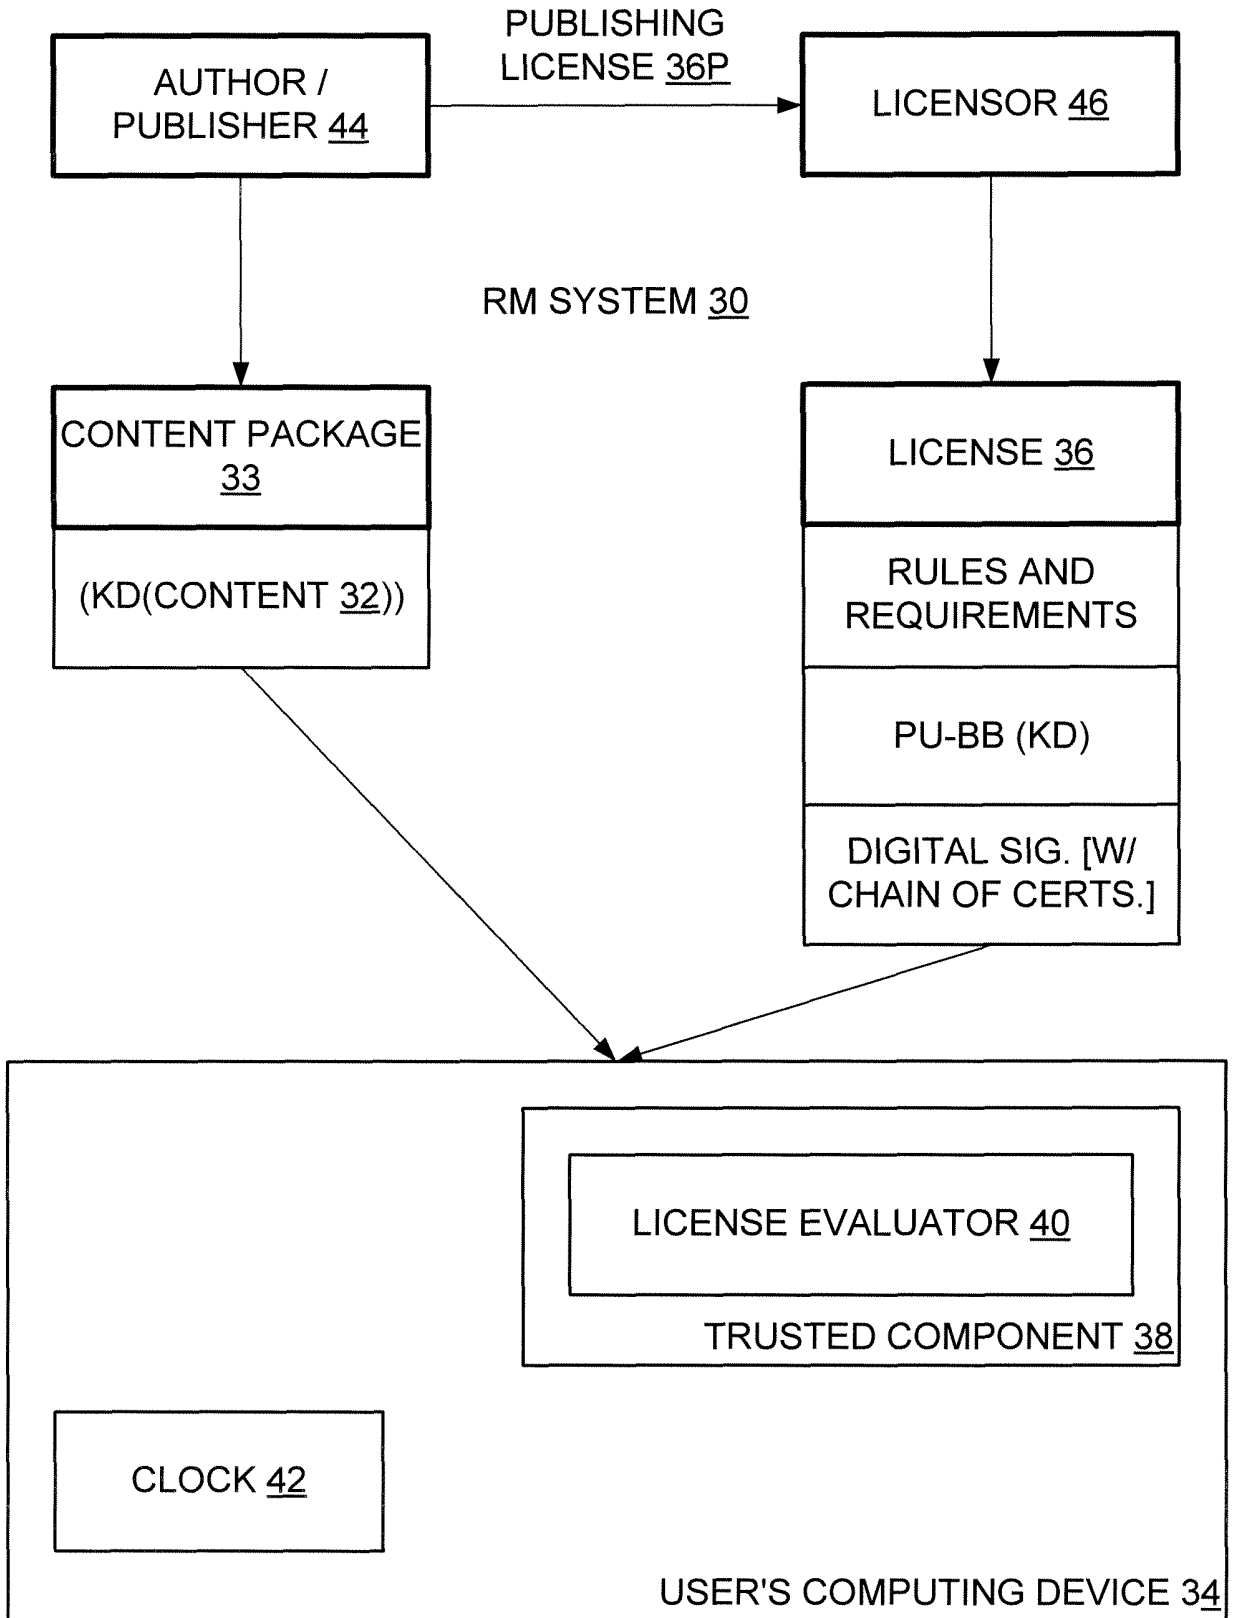 PUBLISHING
LICENSE 36P
AUTHOR /
PUBLISHER 44
LICENSOR 46
RM SYSTEM 30
CONTENT PACKAGE
33
(KD(CONTENT 32))
LICENSE 36
RULES AND
REQUIREMENTS
PU-BB (KD)
DIGITAL SIG. [W/
CHAIN OF CERTS.]
LICENSE EVALUATOR 40
TRUSTED COMPONENT 38
CLOCK 42
USER'S COMPUTING DEVICE 34